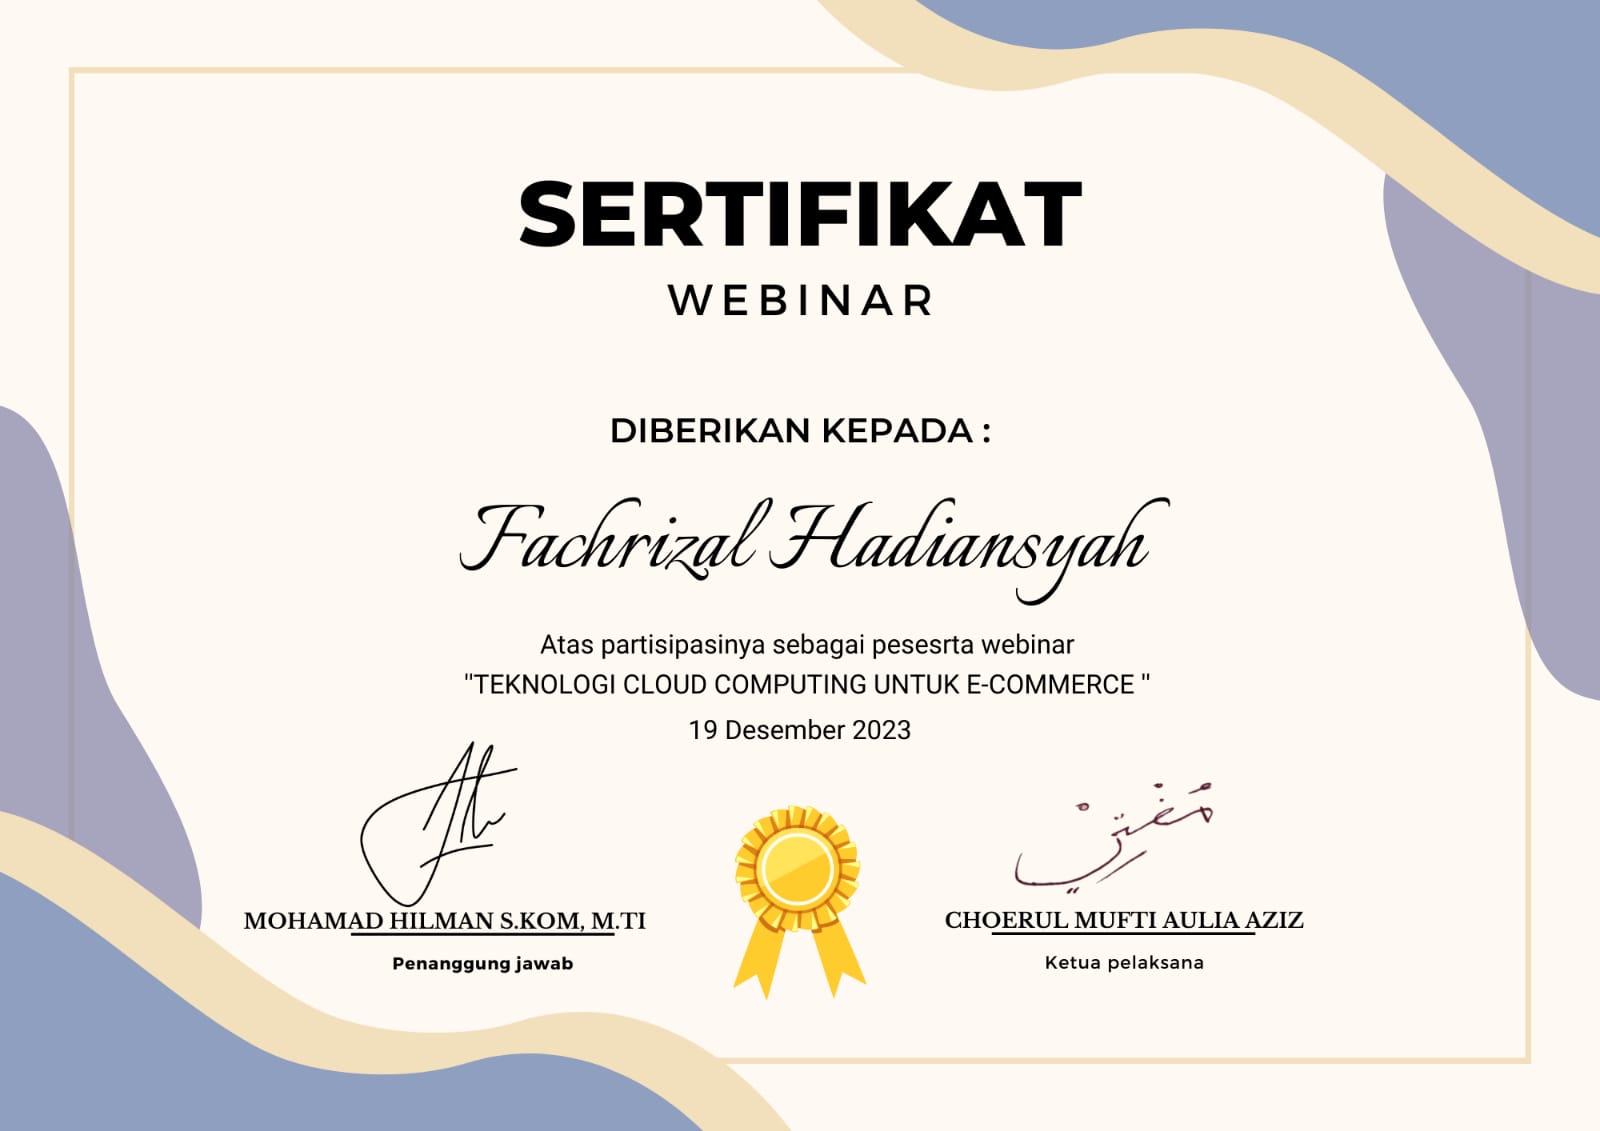 SERTIFIKAT
WEBINAR
DIBERIKAN KEPADA :
Fachrizal Hadiansyah
Atas partisipasinya sebagai pesesrta webinar
"TEKNOLOGI CLOUD COMPUTING UNTUK E-COMMERCE "
19 Desember 2023
MOHAMAD HILMAN S.KOM, M.TI
Penanggung jawab
CHOERUL MUFTI AULIA AZIZ
Ketua pelaksana